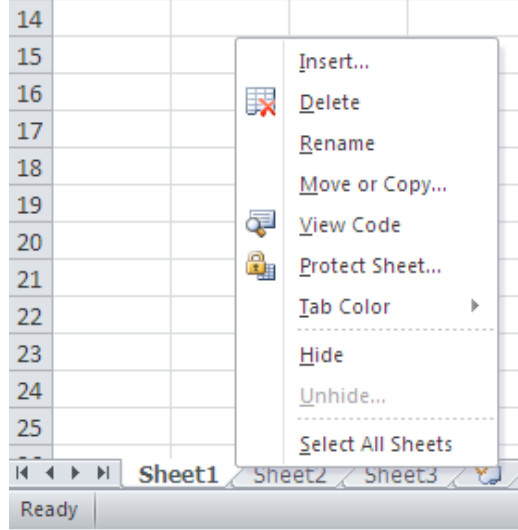 14
15
16
17
18
19
20
21
22
23
24
25
Insert...
Delete
Rename
Move or Copy...
View Code
Protect Sheet...
Tab Color
Hide
Unhide...
Select All Sheets
Sheet1 Sheet2 Sheet3
Ready